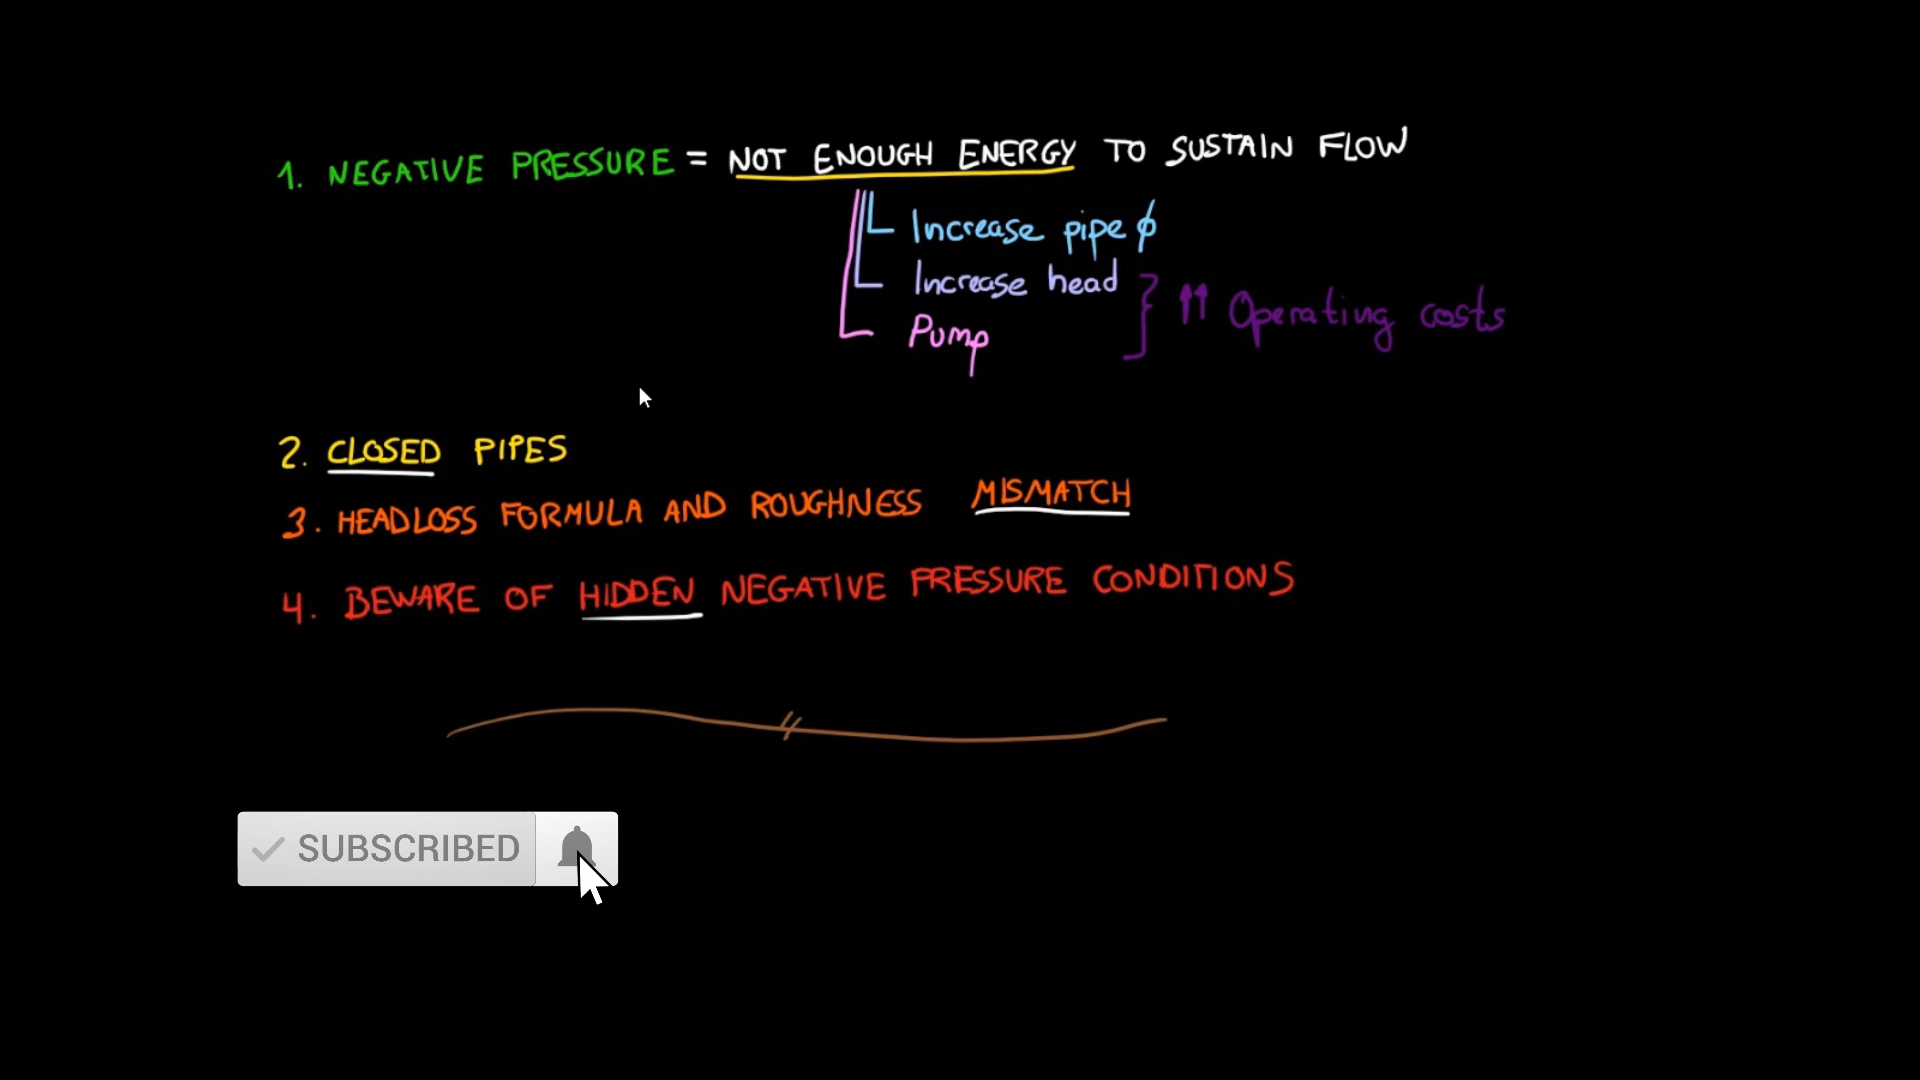 1. NEGATIVE PRESSURE = NOT ENOUGH ENERGY TO SUSTAIN FLOW
Increase pipe ϕ
Increase head
Pump
} ↑↑ Operating costs
2. CLOSED PIPES
3. HEADLOSS FORMULA AND ROUGHNESS MISMATCH
4. BEWARE OF HIDDEN NEGATIVE PRESSURE CONDITIONS
SUBSCRIBED